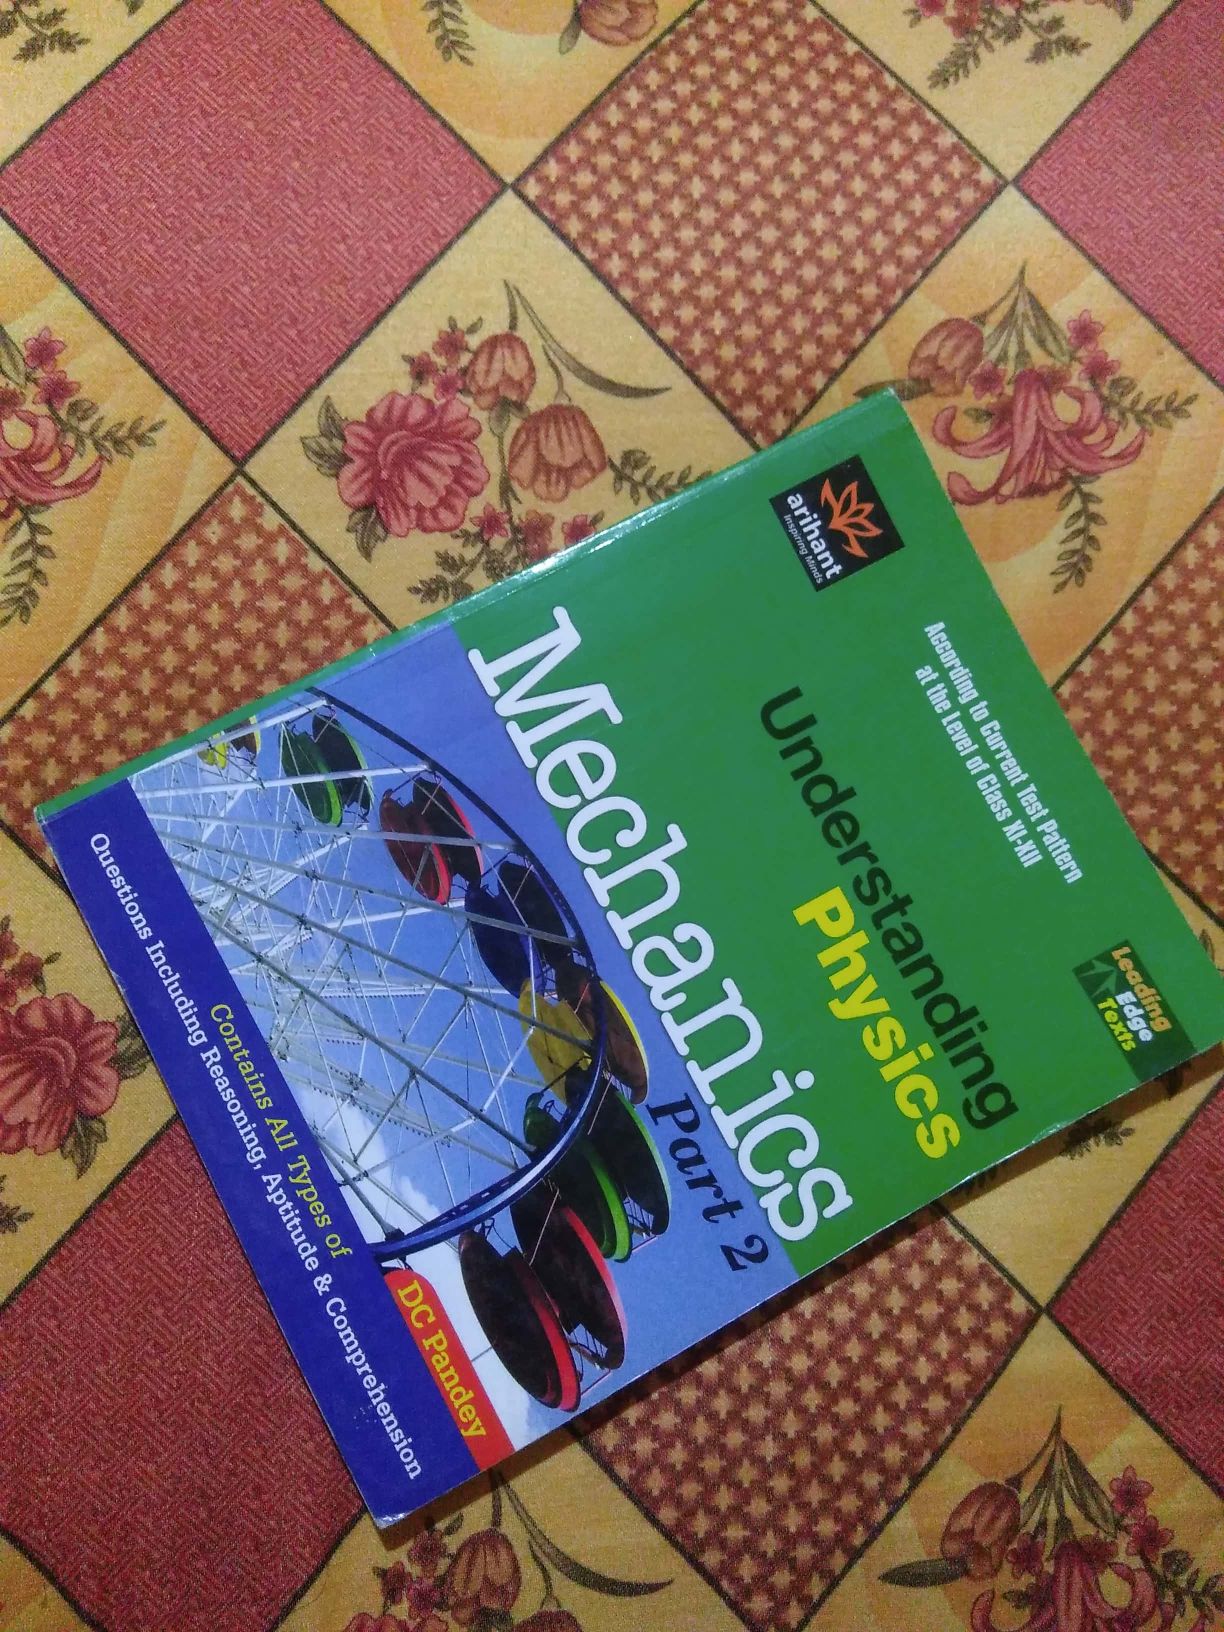 arihant
Inspiring Minds
According to Current Test Pattern
at the Level of Class XI-XII
Leading
Edge
Texts
Understanding
Physics
Mechanics
Part 2
DC Pandey
Contains All Types of
Questions Including Reasoning, Aptitude & Comprehension